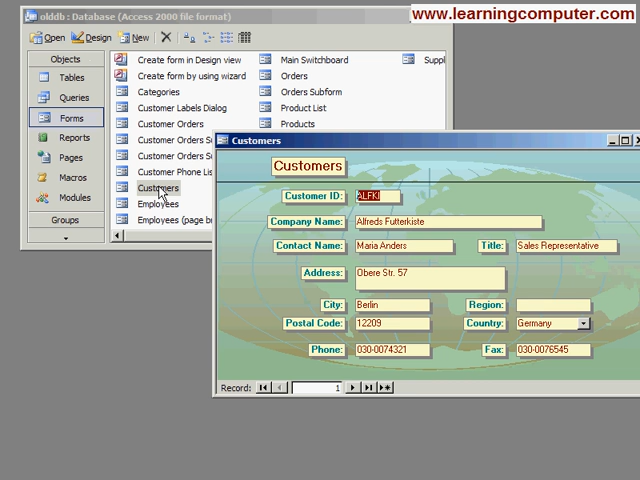 www.learningcomputer.com
olddb : Database (Access 2000 file format)
Open Design New
Objects
Tables
Queries
Forms
Reports
Pages
Macros
Modules
Groups
Create form in Design view
Create form by using wizard
Categories
Customer Labels Dialog
Customer Orders
Customer Orders
Customer Orders
Customer Phone
Customers
Employees
Employees (page
Main Switchboard
Orders
Orders Subform
Product List
Products
Customers
Customers
Customer ID: ALFKI
Company Name: Alfreds Futterkiste
Contact Name: Maria Anders Title: Sales Representative
Address: Obere Str. 57
City: Berlin Region:
Postal Code: 12209 Country: Germany
Phone: 030-0074321 Fax: 030-0076545
Record: 1